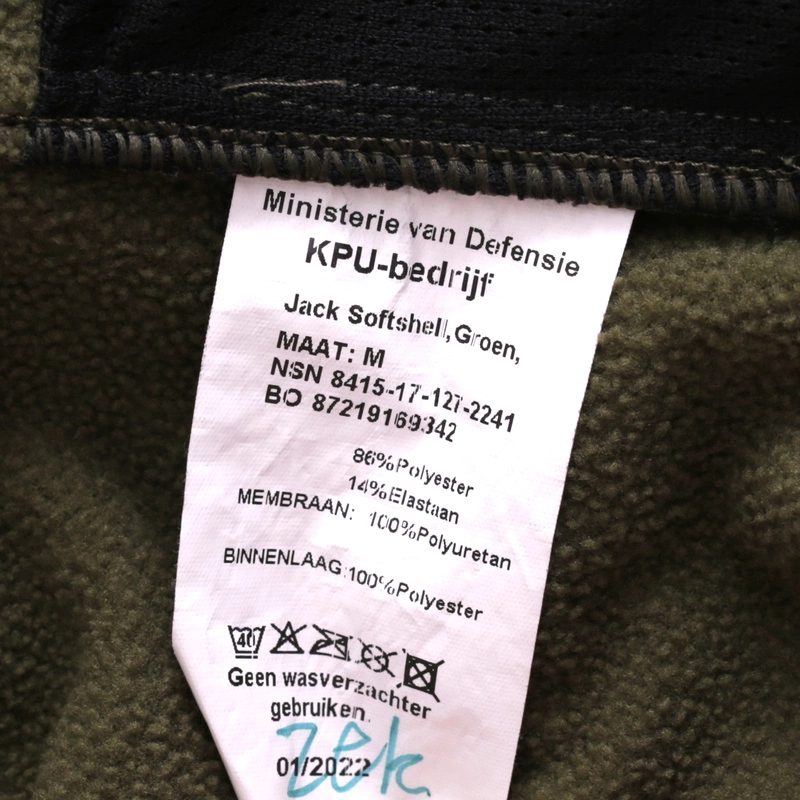 Ministerie van Defensie
KPU-bedrijf
Jack Softshell, Groen,
MAAT: M
NSN 8415-17-127-2241
BO 87219169342
86%Polyester
14%Elastaan
MEMBRAAN: 100%Polyuretan
BINNENLAAG:100%Polyester
40
Geen wasverzachter
gebruiken.
01/2022
zek